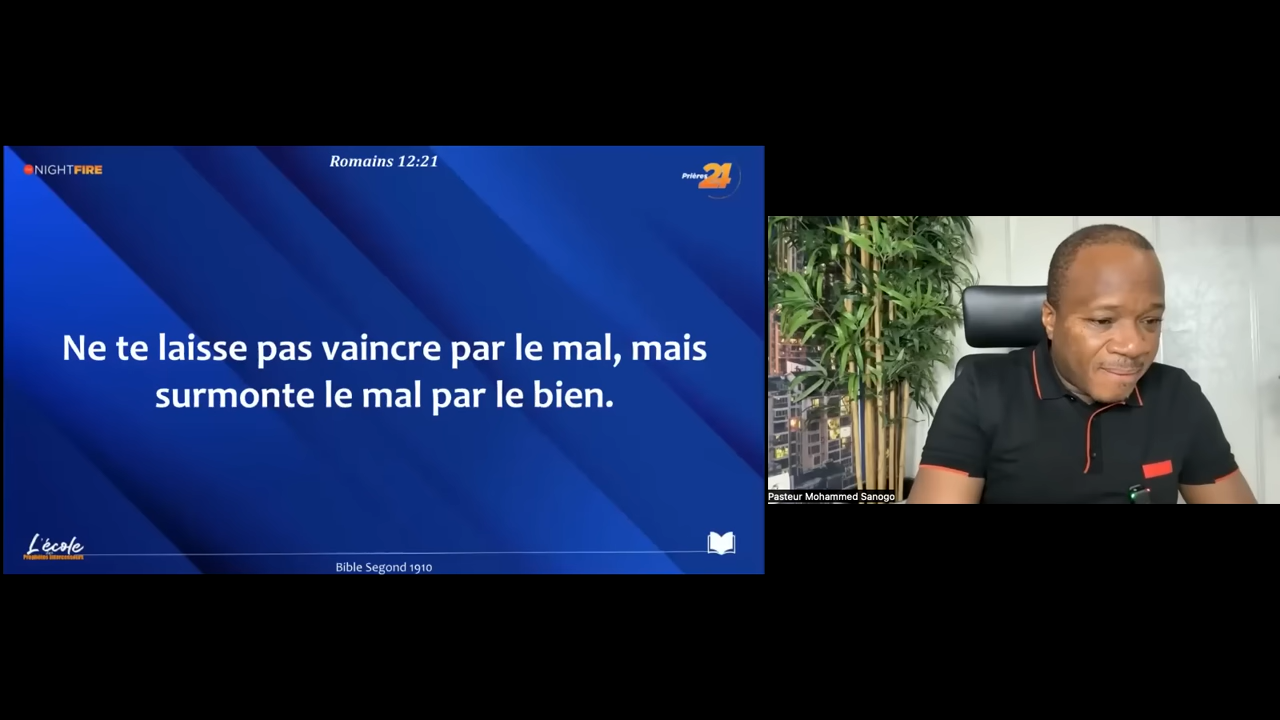 NIGHTFIRE
Romains 12:21
Prières 24
Ne te laisse pas vaincre par le mal, mais
surmonte le mal par le bien.
L'école
Bible Segond 1910
Pasteur Mohammed Sanogo